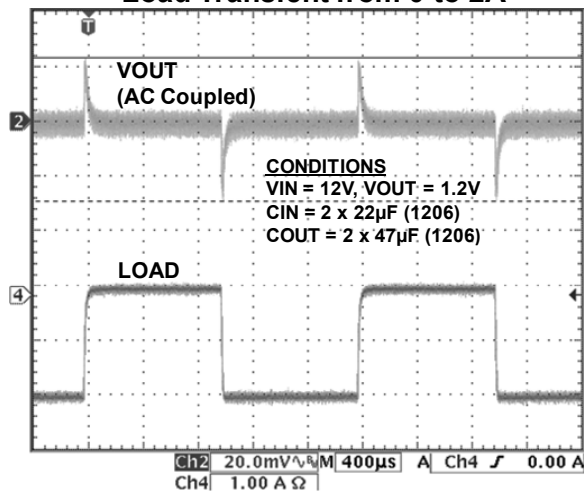 Load Transient from 0 to 2A
T
VOUT
(AC Coupled)
2
CONDITIONS
VIN = 12V, VOUT = 1.2V
CIN = 2 x 22µF (1206)
COUT = 2 x 47µF (1206)
LOAD
4
Ch2 20.0mV M 400µs A Ch4 0.00 A
Ch4 1.00 A Ω